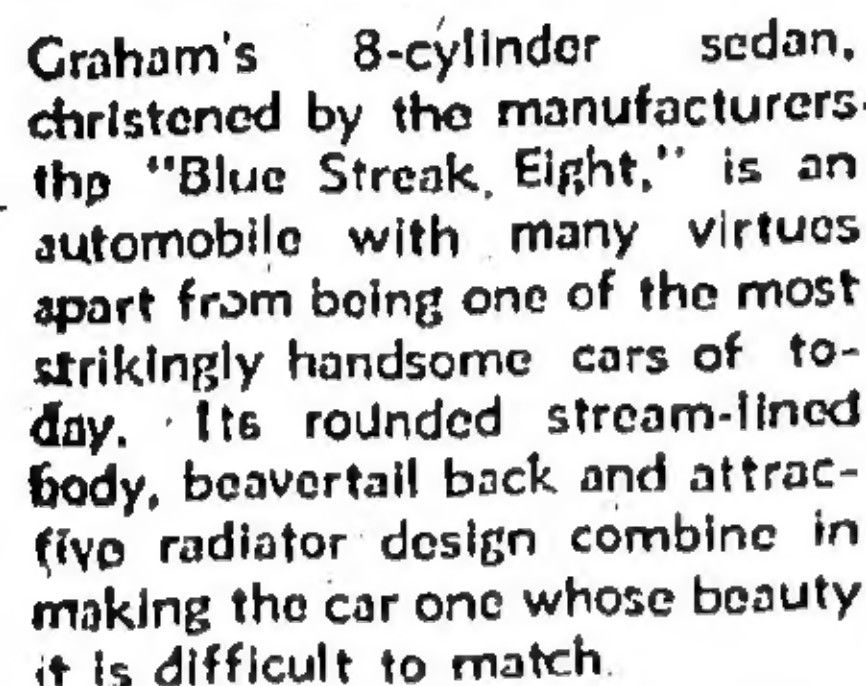 Graham's 8-cylinder sedan,
christened by the manufacturers
the "Blue Streak Eight," is an
automobile with many virtues
apart from being one of the most
strikingly handsome cars of to-
day. Its rounded stream-lined
body, beavertail back and attrac-
tive radiator design combine in
making the car one whose beauty
it is difficult to match.